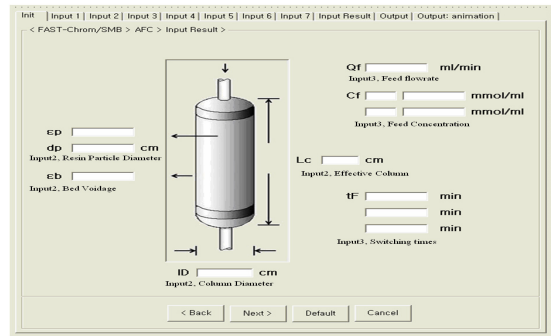 Init | Input 1 | Input 2 | Input 3 | Input 4 | Input 5 | Input 6 | Input 7 | Input Result | Output | Output: animation |
< FAST-Chrom/SMB > AFC > Input Result >
Qf ml/min
Input3, Feed flowrate
Cf mmol/ml
mmol/ml
Input3, Feed Concentration
εp
dp cm
Input2, Resin Particle Diameter
εb
Input2, Bed Voidage
Lc cm
Input2, Effective Column
tF min
min
min
Input3, Switching times
ID cm
Input2, Column Diameter
< Back
Next >
Default
Cancel